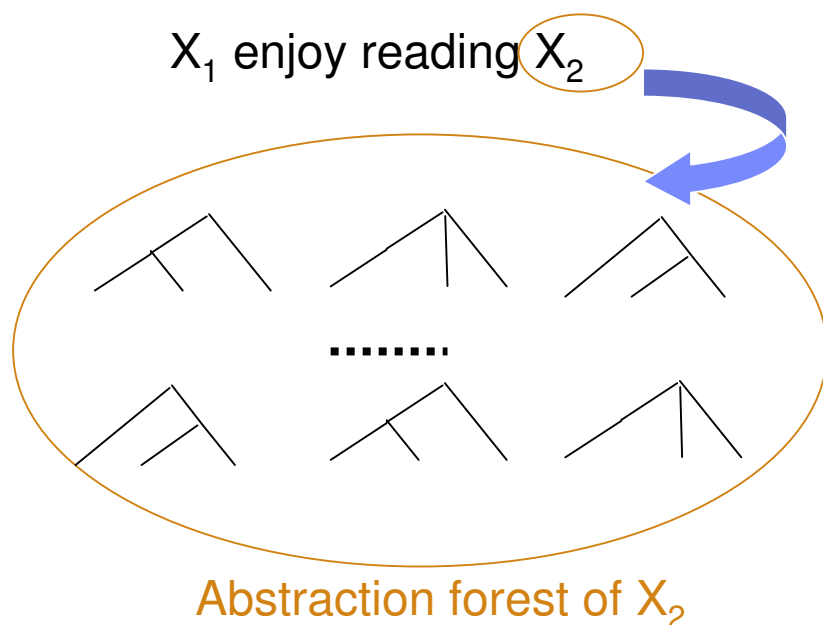 X₁ enjoy reading X₂
Abstraction forest of X₂